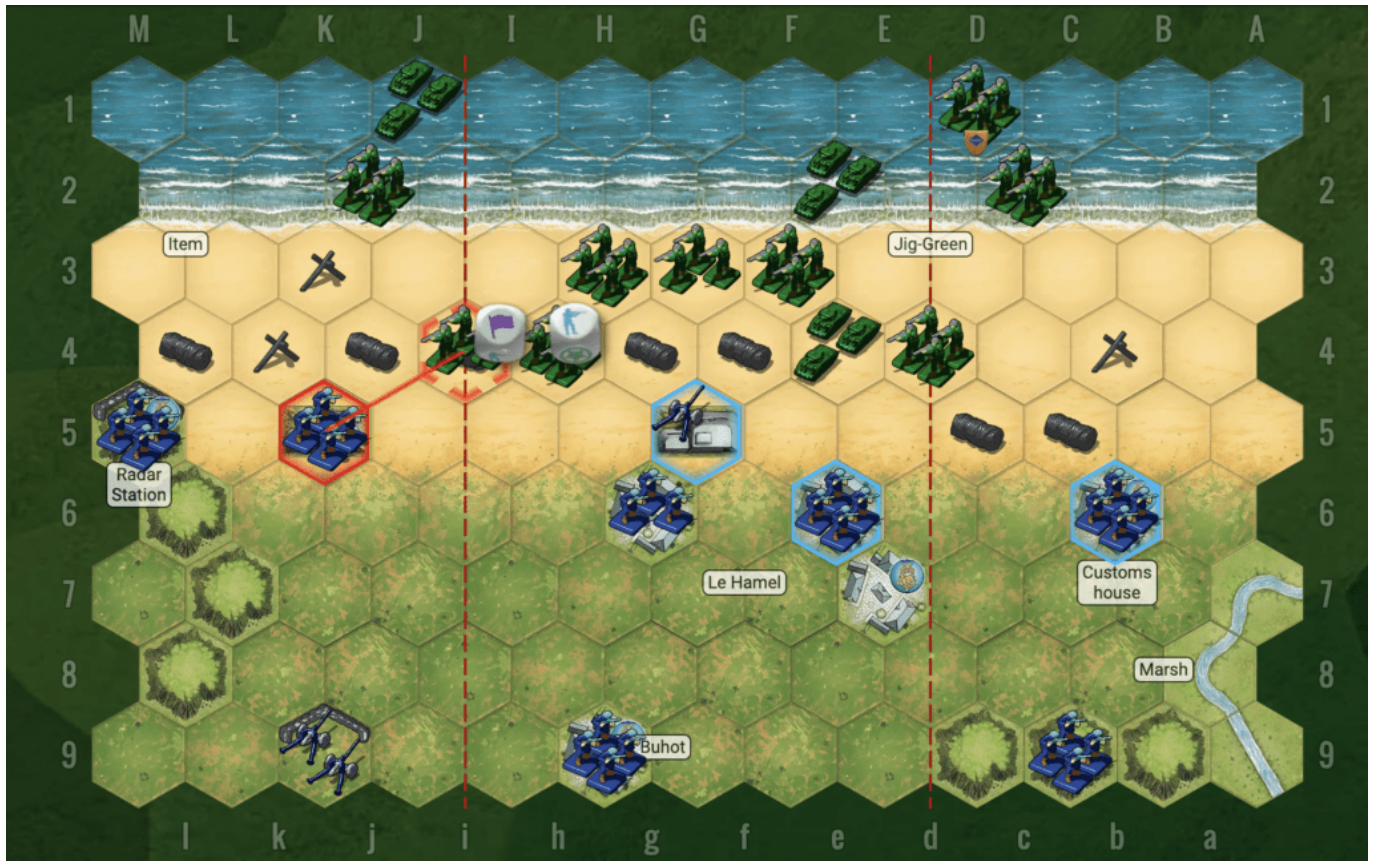 M L K J I H G F E D C B A
1 1
2 2
Item Jig-Green
3 3
4 4
5 5
Radar
Station
6 6
Le Hamel
Customs
house
7 7
Marsh
8 8
Buhot
9 9
l k j i h g f e d c b a